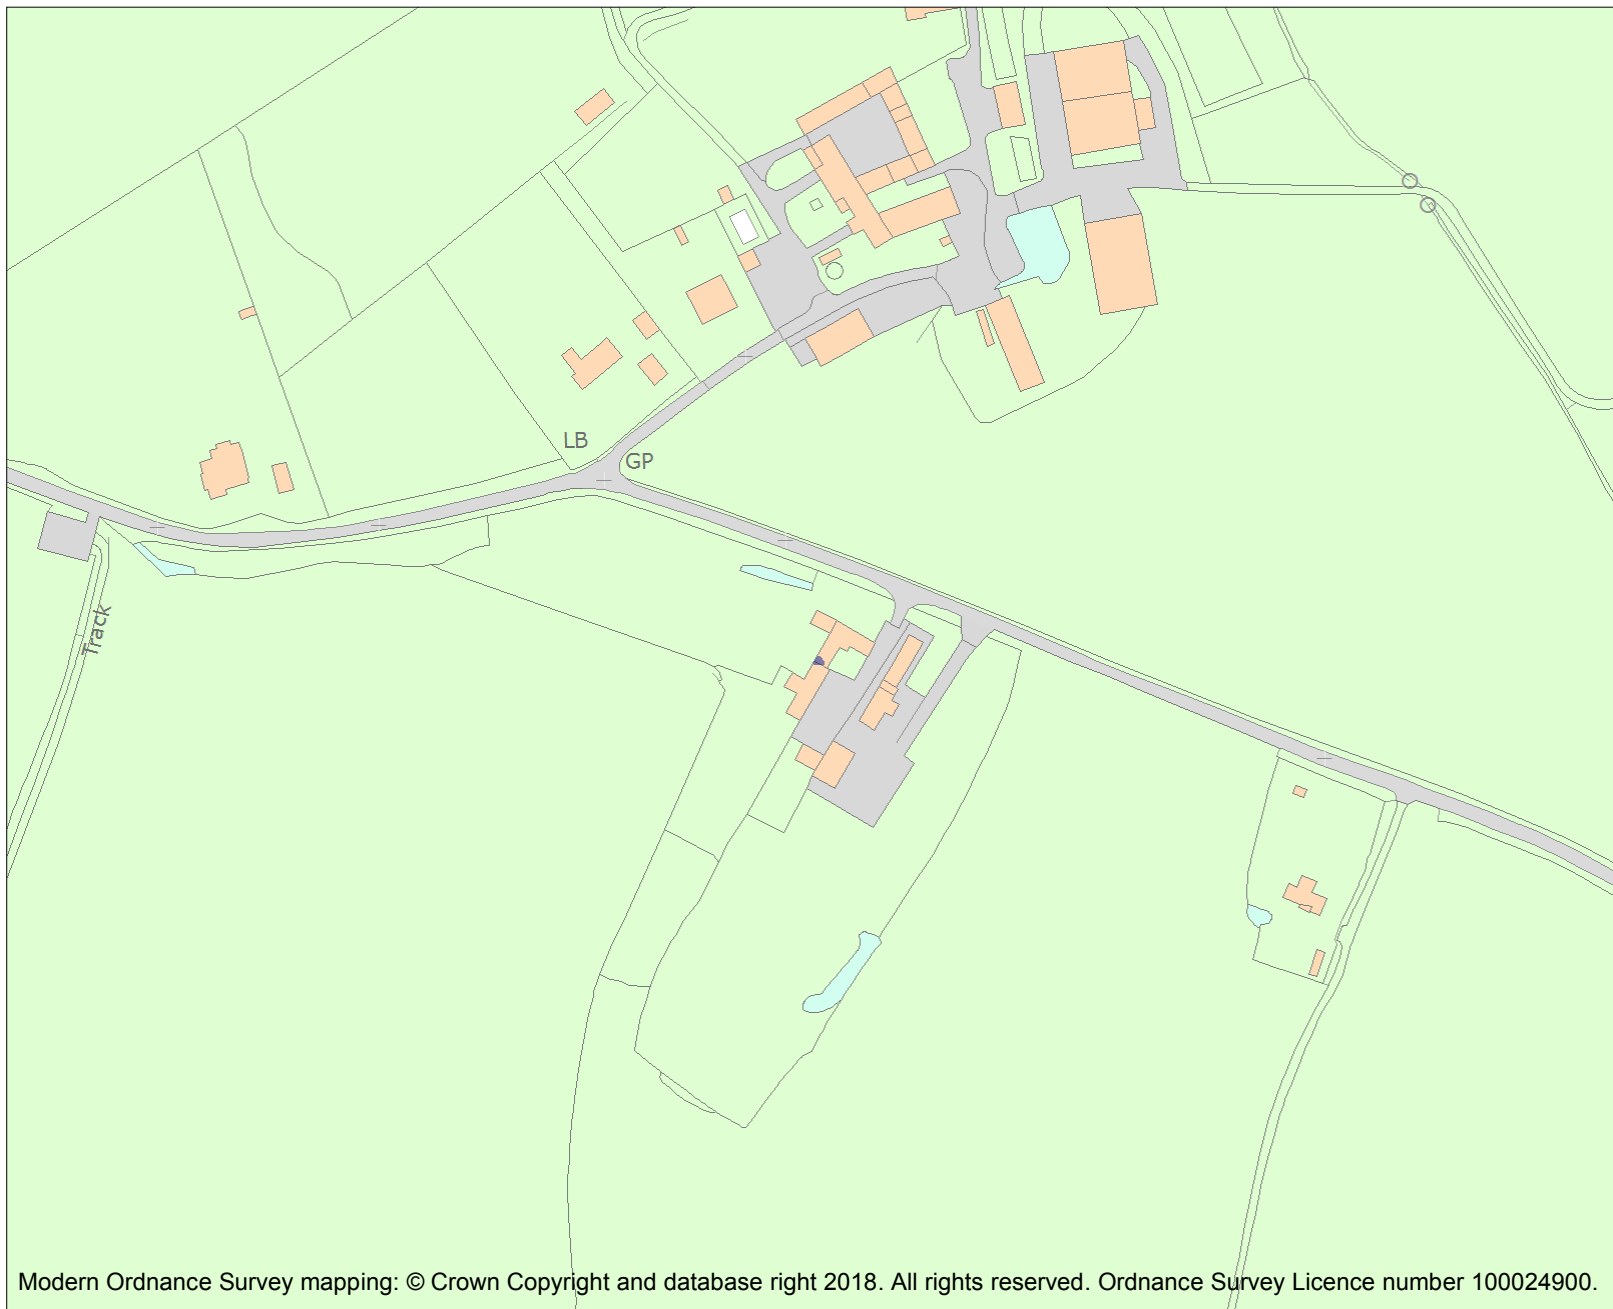 LB
GP
Track
Modern Ordnance Survey mapping: © Crown Copyright and database right 2018. All rights reserved. Ordnance Survey Licence number 100024900.